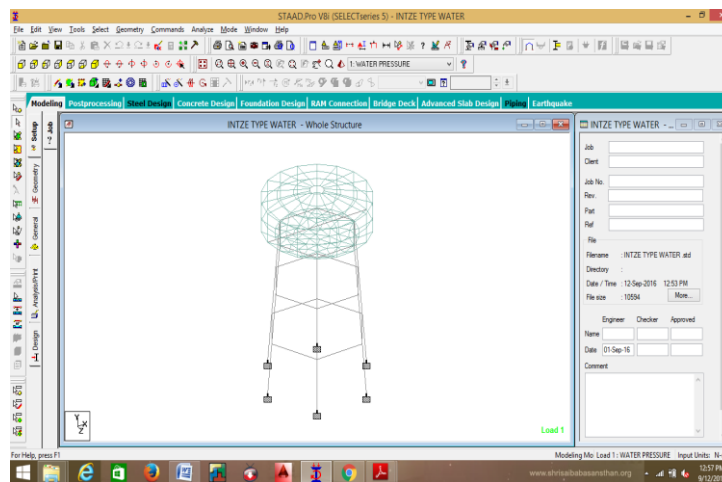 STAAD.Pro V8i (SELECTseries 5) - INTZE TYPE WATER
File Edit View Tools Select Geometry Commands Analyze Mode Window Help
1: WATER PRESSURE
Modeling Postprocessing Steel Design Concrete Design Foundation Design RAM Connection Bridge Deck Advanced Slab Design Piping Earthquake
Setup
Geometry
General
Analysis/Print
Design
Job
INTZE TYPE WATER - Whole Structure
Y
X
Z
Load 1
INTZE TYPE WATER - ...
Job
Client
Job No.
Rev.
Part
Ref
File
Filename : INTZE TYPE WATER .std
Directory :
Date / Time : 12-Sep-2016 12:53 PM
File size : 10594 More...
Engineer Checker Approved
Name
Date 01-Sep-16
Comment
For Help, press F1
Modeling Mo Load 1 : WATER PRESSURE Input Units: N-
www.shrisaibabasansthan.org
12:57 PM
9/12/20